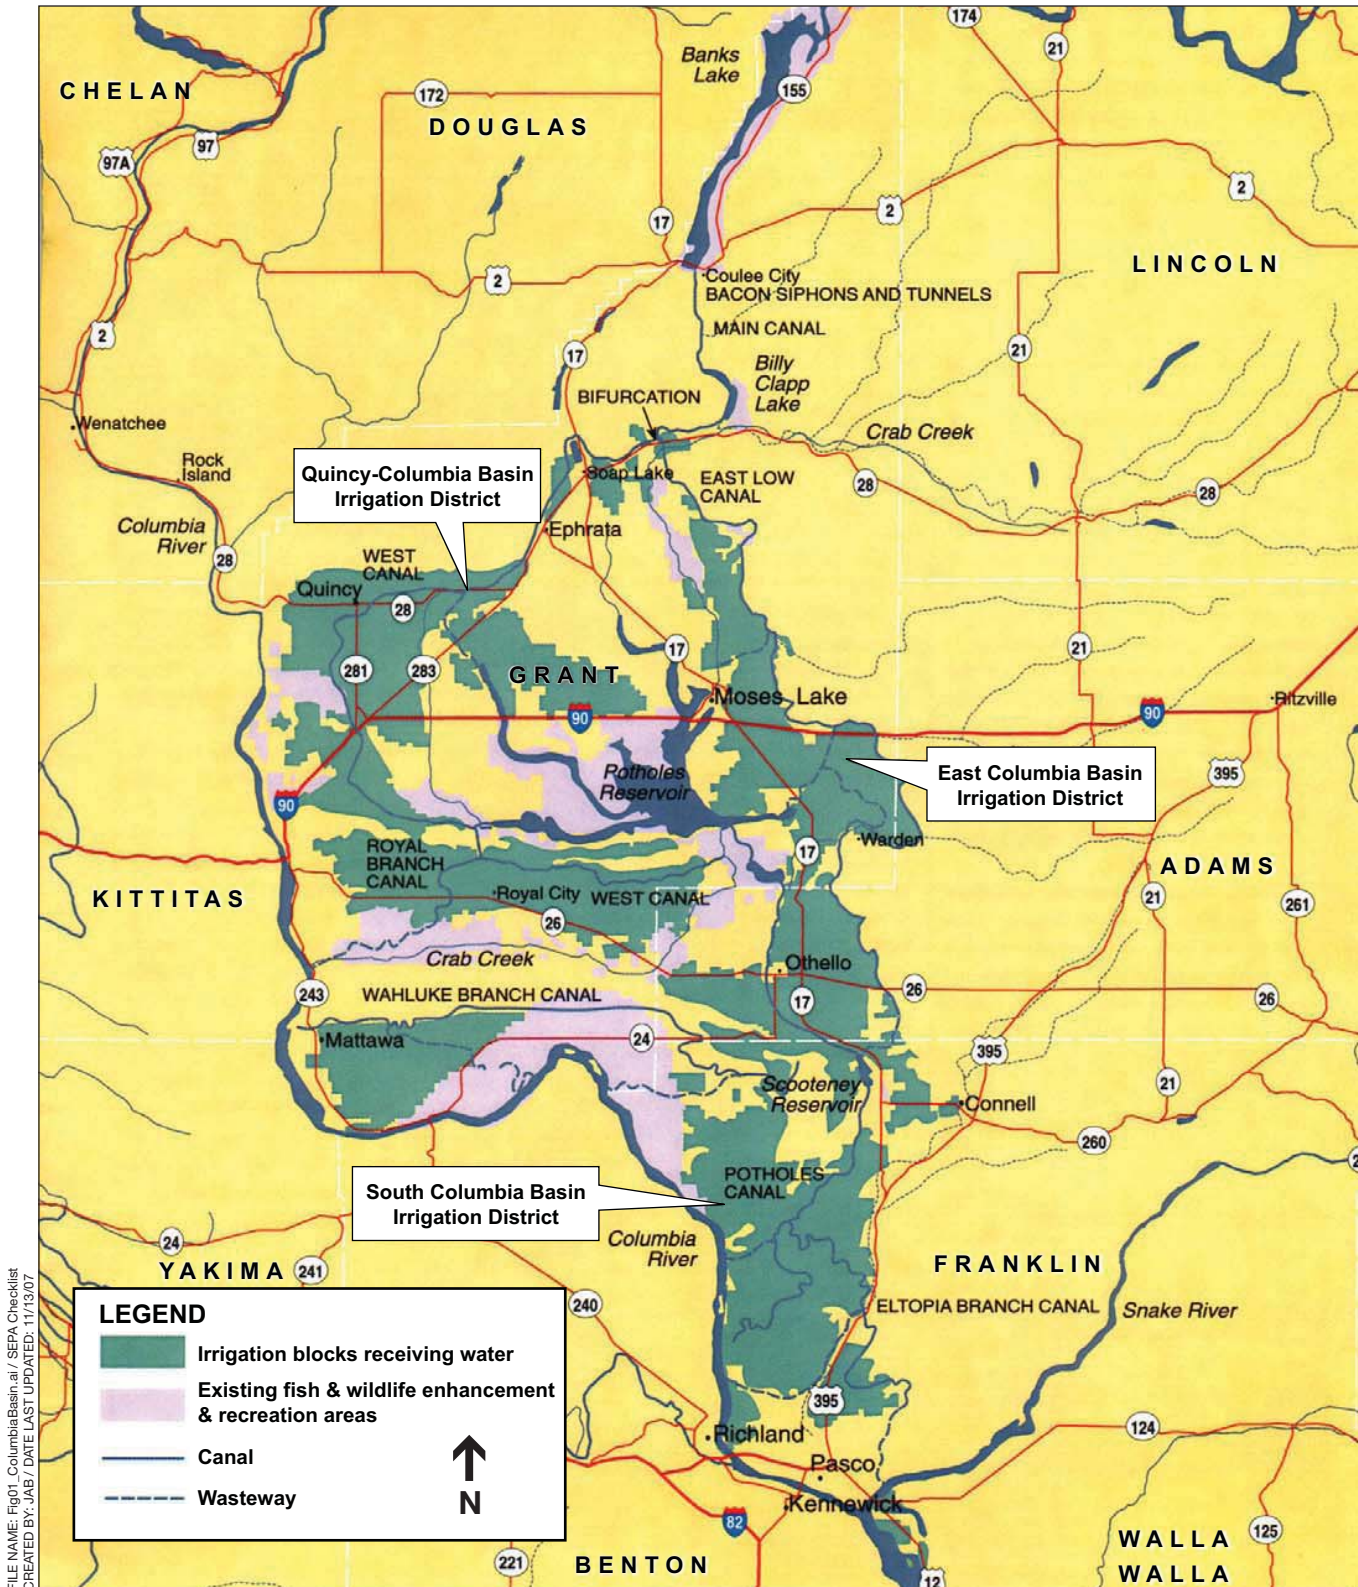 174
Banks
Lake
21
CHELAN
155
172
DOUGLAS
97
97A
2
17
2
LINCOLN
Coulee City
2
BACON SIPHONS AND TUNNELS
MAIN CANAL
2
21
17
Billy
Clapp
Lake
BIFURCATION
Wenatchee
Crab Creek
Rock
Island
Quincy-Columbia Basin
Irrigation District
Soap Lake
EAST LOW
CANAL
28
28
Columbia
River
Ephrata
28
WEST
CANAL
Quincy
28
17
21
281
283
GRANT
Moses Lake
Ritzville
90
90
Potholes
Reservoir
East Columbia Basin
Irrigation District
395
90
Warden
ROYAL
BRANCH
CANAL
17
ADAMS
KITTITAS
Royal City
WEST CANAL
21
261
26
Crab Creek
Othello
243
WAHLUKE BRANCH CANAL
17
26
26
Mattawa
24
395
Scooteney
Reservoir
21
Connell
260
2
POTHOLES
CANAL
South Columbia Basin
Irrigation District
24
Columbia
River
YAKIMA
241
FRANKLIN
240
ELTOPIA BRANCH CANAL
Snake River
LEGEND
Irrigation blocks receiving water
Existing fish & wildlife enhancement
& recreation areas
Canal
Wasteway
N
395
124
Richland
Pasco
Kennewick
82
WALLA
WALLA
125
221
BENTON
12
FILE NAME: Fig01_ColumbiaBasin.ai / SEPA Checklist
CREATED BY: JAB / DATE LAST UPDATED: 11/13/07